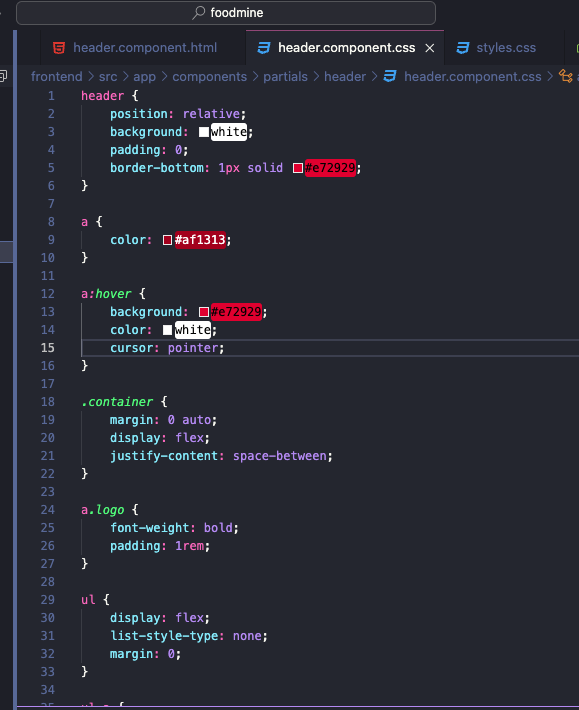 foodmine
header.component.html header.component.css × styles.css
frontend > src > app > components > partials > header > header.component.css >
1 header {
2 position: relative;
3 background: white;
4 padding: 0;
5 border-bottom: 1px solid #e72929;
6 }
7
8 a {
9 color: #af1313;
10 }
11
12 a:hover {
13 background: #e72929;
14 color: white;
15 cursor: pointer;
16 }
17
18 .container {
19 margin: 0 auto;
20 display: flex;
21 justify-content: space-between;
22 }
23
24 a.logo {
25 font-weight: bold;
26 padding: 1rem;
27 }
28
29 ul {
30 display: flex;
31 list-style-type: none;
32 margin: 0;
33 }
34